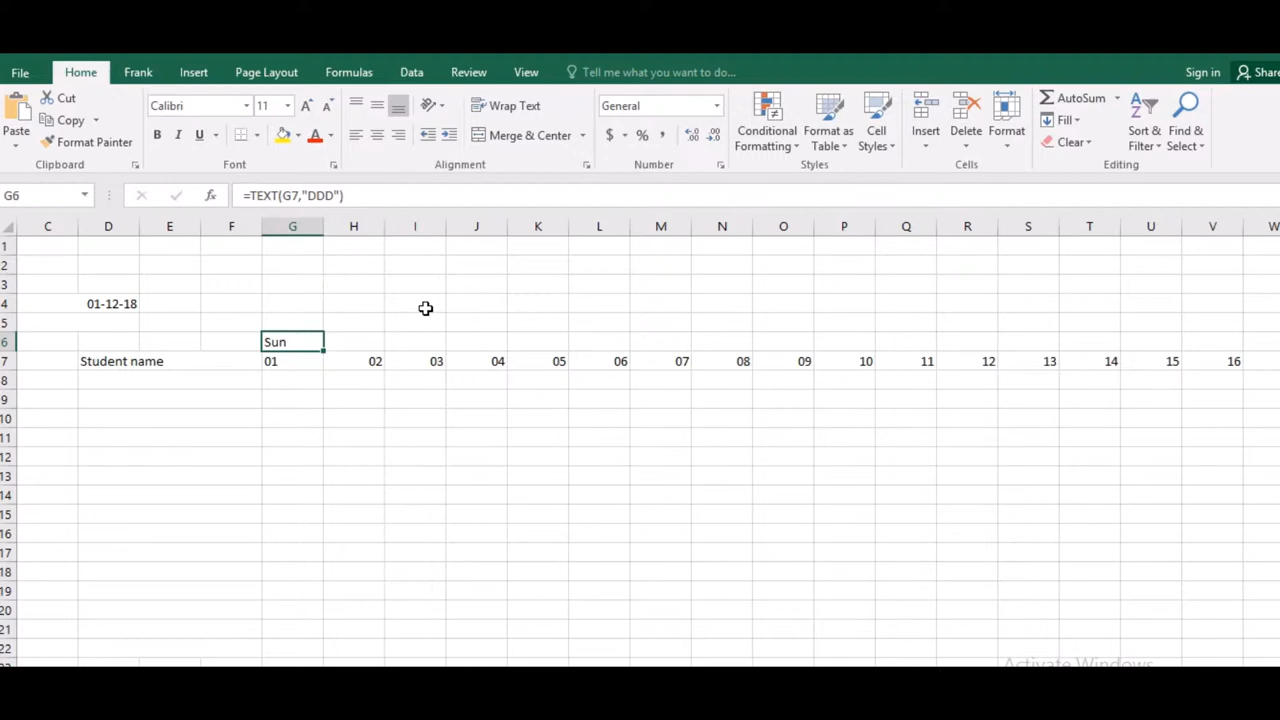 File Home Frank Insert Page Layout Formulas Data Review View Tell me what you want to do... Sign in Share
Paste Cut Copy Format Painter Clipboard
Calibri 11 A A B I U A Font
Wrap Text Merge & Center Alignment
General $ % , Number
Conditional Formatting Format as Table Cell Styles Styles
Insert Delete Format Cells
AutoSum Fill Clear Sort & Filter Find & Select Editing
G6 fx =TEXT(G7,"DDD")
C D E F G H I J K L M N O P Q R S T U V W
1
2
3
4 01-12-18
5
6 Sun
7 Student name 01 02 03 04 05 06 07 08 09 10 11 12 13 14 15 16
8
9
10
11
12
13
14
15
16
17
18
19
20
21
22
Activate Windows